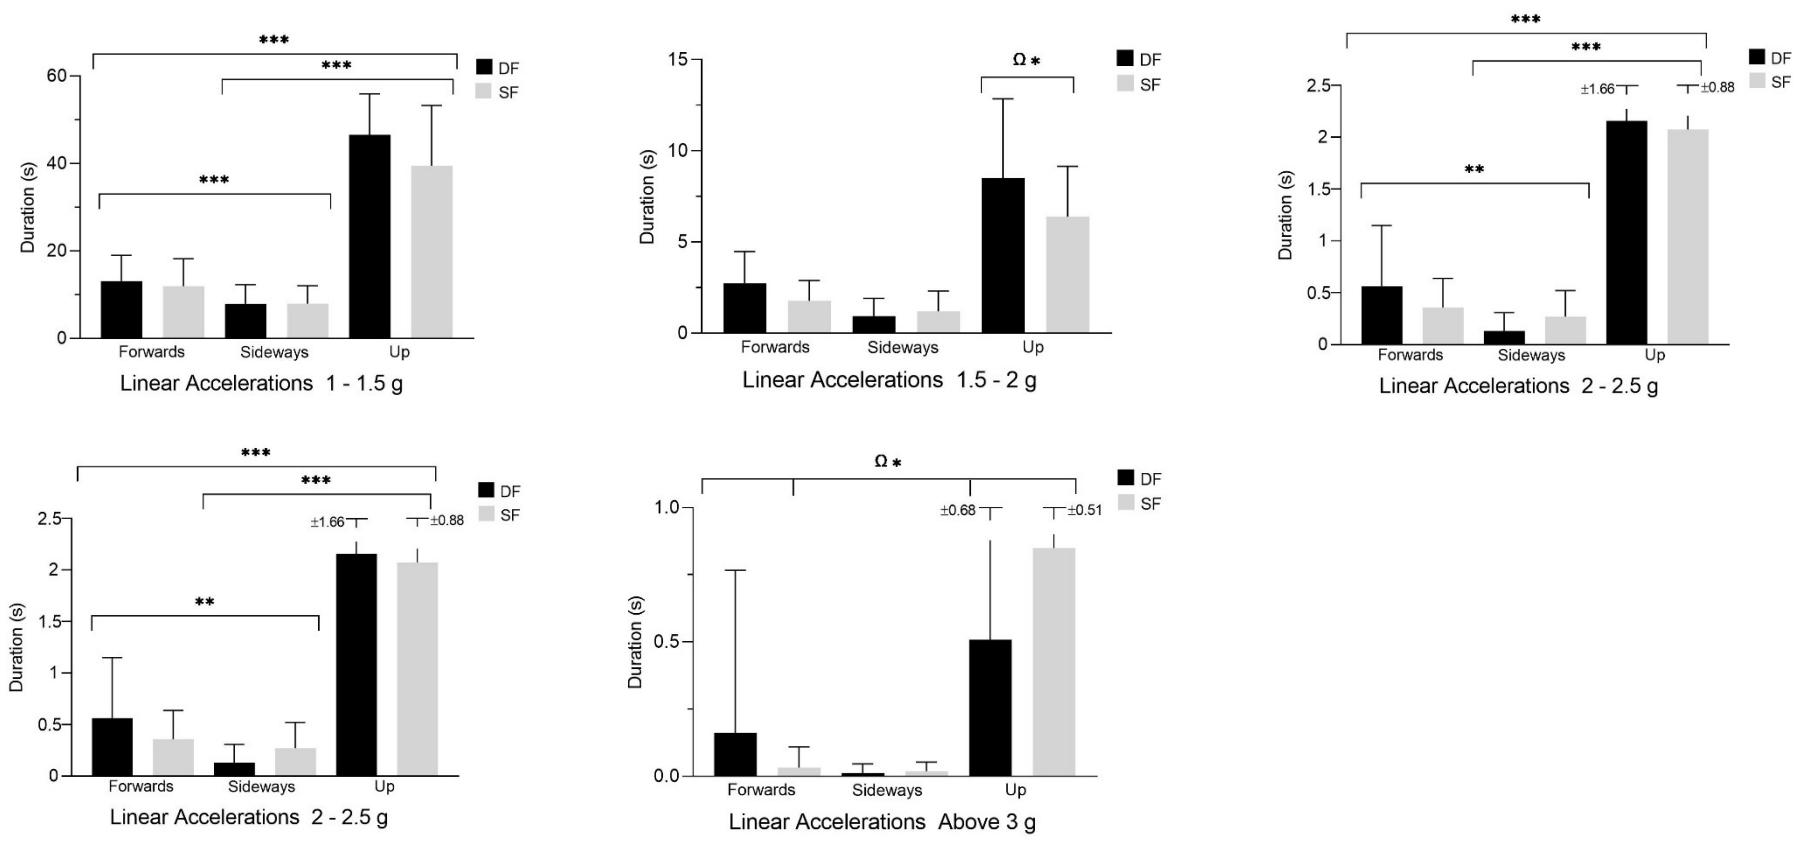 ***
***
***
DF
SF
60
40
20
0
Duration (s)
Forwards Sideways Up
Linear Accelerations 1 - 1.5 g
Ω *
DF
SF
15
10
5
0
Duration (s)
Forwards Sideways Up
Linear Accelerations 1.5 - 2 g
***
***
**
DF
SF
±1.66 ±0.88
2.5
2
1.5
1
0.5
0
Duration (s)
Forwards Sideways Up
Linear Accelerations 2 - 2.5 g
***
***
**
DF
SF
±1.66 ±0.88
2.5
2
1.5
1
0.5
0
Duration (s)
Forwards Sideways Up
Linear Accelerations 2 - 2.5 g
Ω *
DF
SF
±0.68 ±0.51
1.0
0.5
0.0
Duration (s)
Forwards Sideways Up
Linear Accelerations Above 3 g